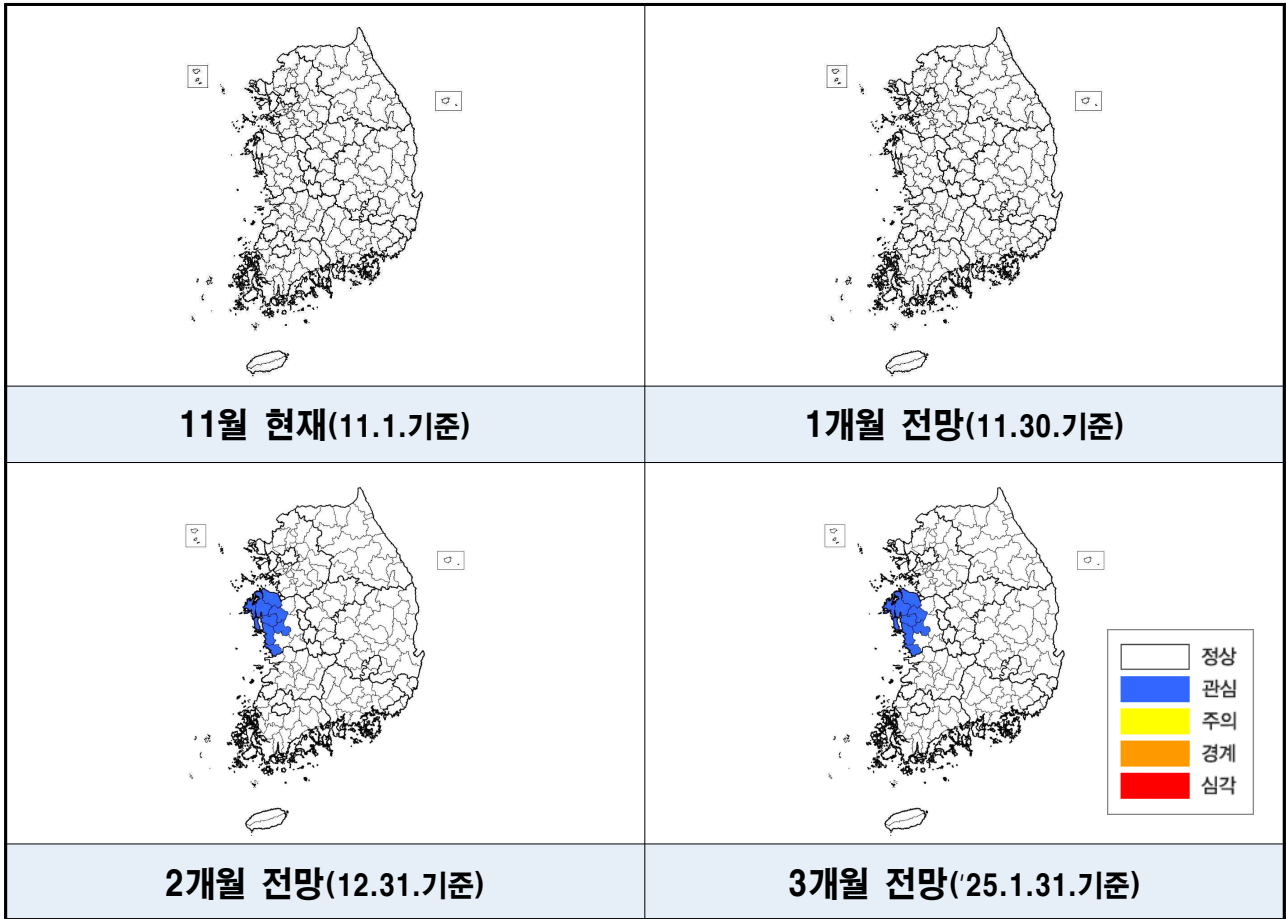 11월 현재(11.1.기준)
1개월 전망(11.30.기준)
정상
관심
주의
경계
심각
2개월 전망(12.31.기준)
3개월 전망('25.1.31.기준)